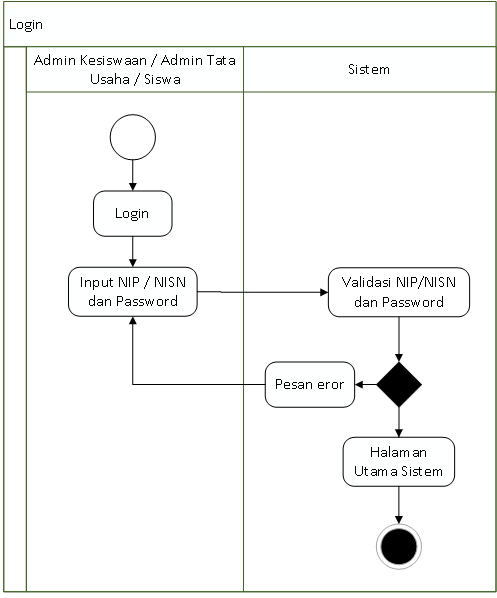 Login
Admin Kesiswaan / Admin Tata
Usaha / Siswa
Sistem
Login
Input NIP / NISN
dan Password
Validasi NIP/NISN
dan Password
Pesan eror
Halaman
Utama Sistem